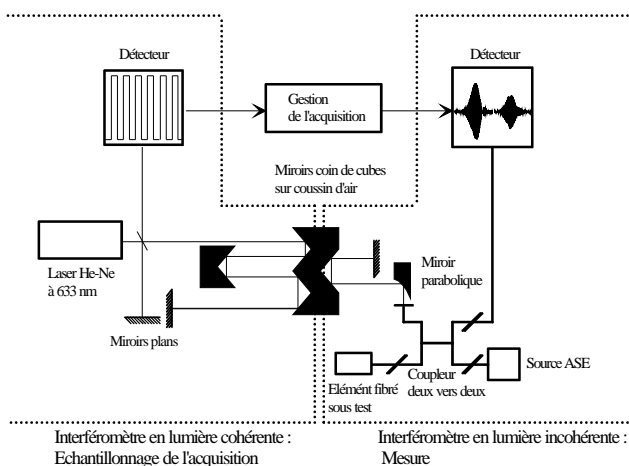 Détecteur
Détecteur
Gestion
de l'acquisition
Miroirs coin de cubes
sur coussin d'air
Laser He-Ne
à 633 nm
Miroir
parabolique
Miroirs plans
Elémént fibré
sous test
Coupleur
deux vers deux
Source ASE
Interféromètre en lumière cohérente :
Echantillonnage de l'acquisition
Interféromètre en lumière incohérente :
Mesure